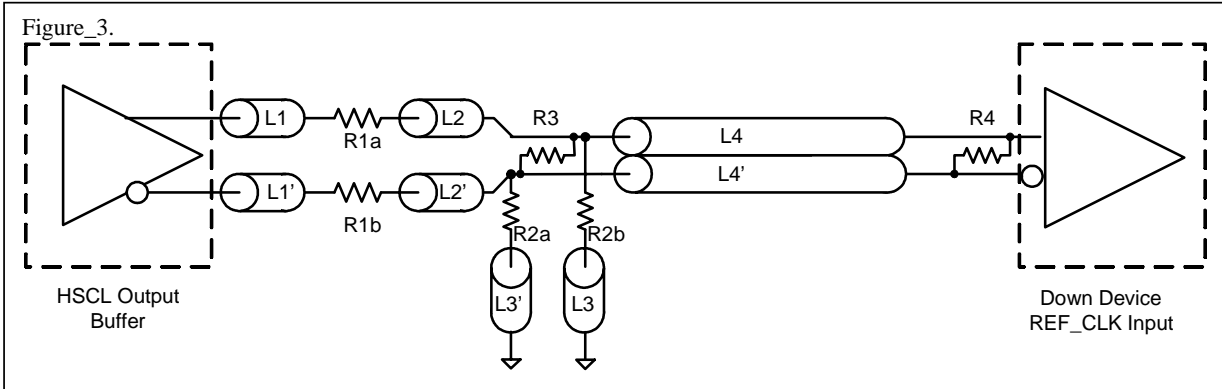 Figure_3.
L1
R1a
L2
R3
L4
R4
L1'
R1b
L2'
L4'
R2a
R2b
L3'
L3
HSCL Output
Buffer
Down Device
REF_CLK Input